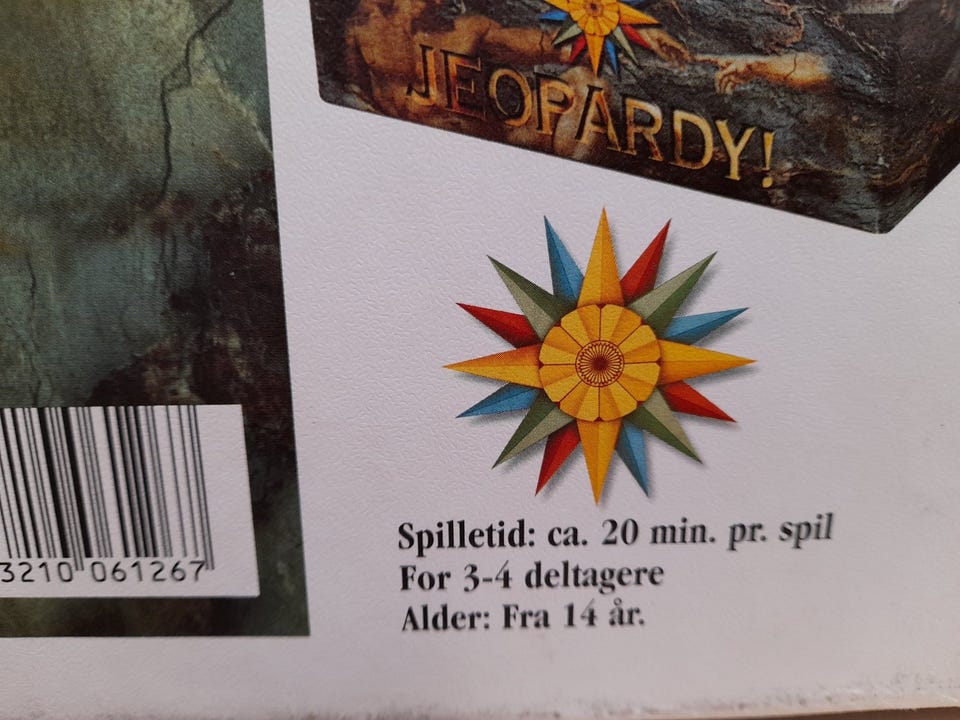 JEOPARDY!
3210 061267
Spilletid: ca. 20 min. pr. spil
For 3-4 deltagere
Alder: Fra 14 år.